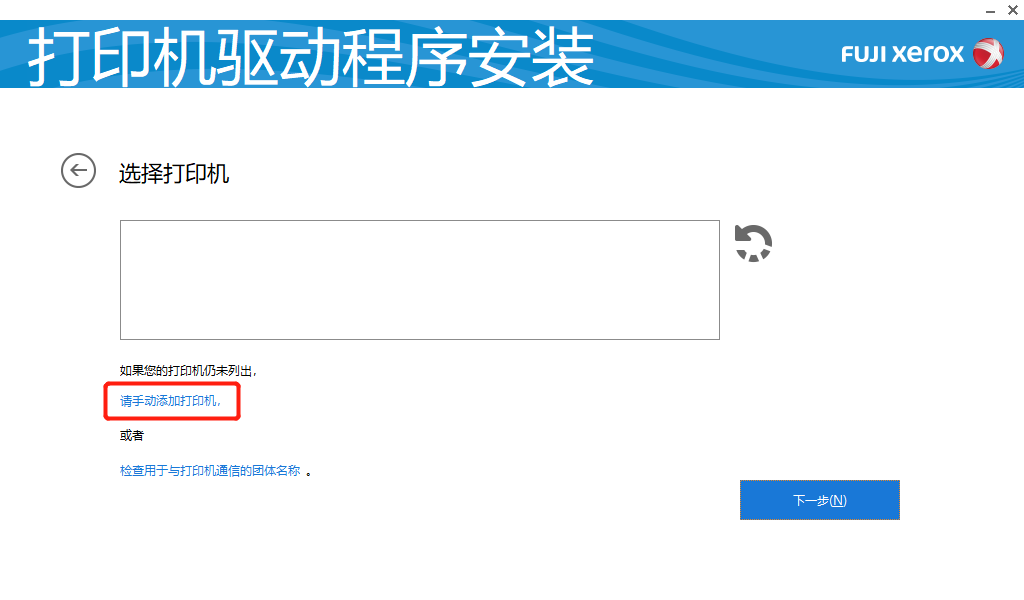 打印机驱动程序安装
FUJI xerox
选择打印机
如果您的打印机仍未列出,
请手动添加打印机,
或者
检查用于与打印机通信的团体名称 。
下一步(N)